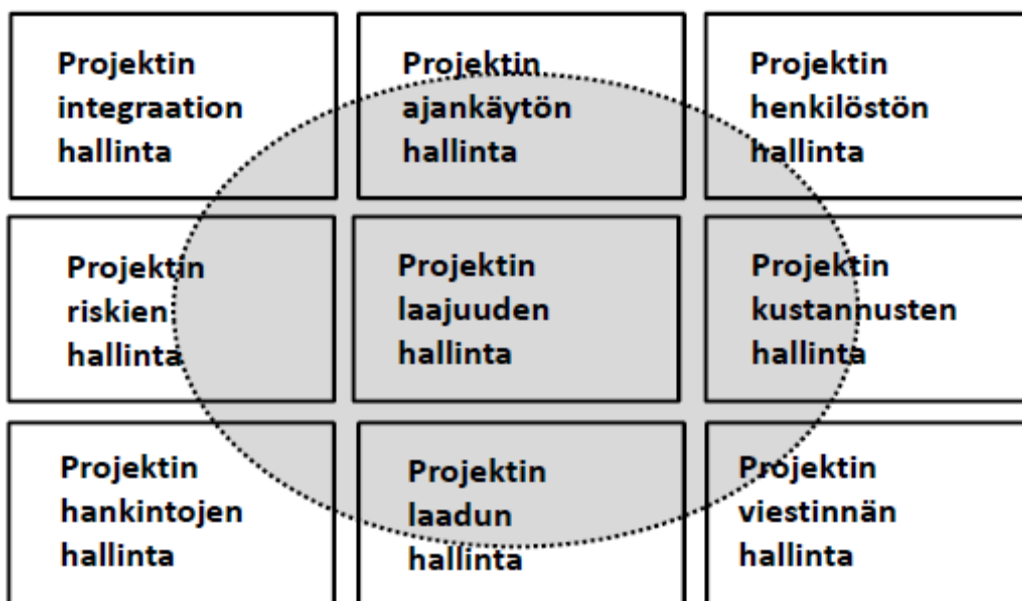 Projektin
integraation
hallinta
Projektin
ajankäytön
hallinta
Projektin
henkilöstön
hallinta
Projektin
riskien
hallinta
Projektin
laajuuden
hallinta
Projektin
kustannusten
hallinta
Projektin
hankintojen
hallinta
Projektin
laadun
hallinta
Projektin
viestinnän
hallinta